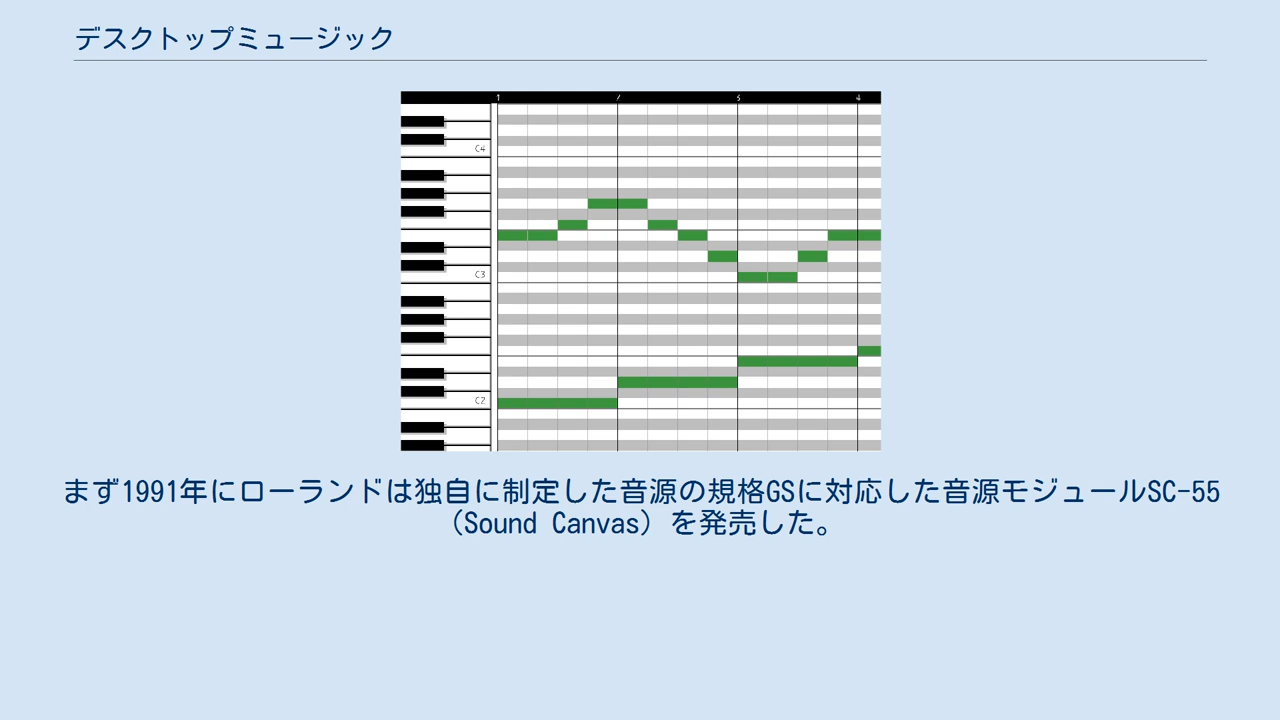 デスクトップミュージック
1 2 3 4
C4
C3
C2
まず1991年にローランドは独自に制定した音源の規格GSに対応した音源モジュールSC-55
（Sound Canvas）を発売した。